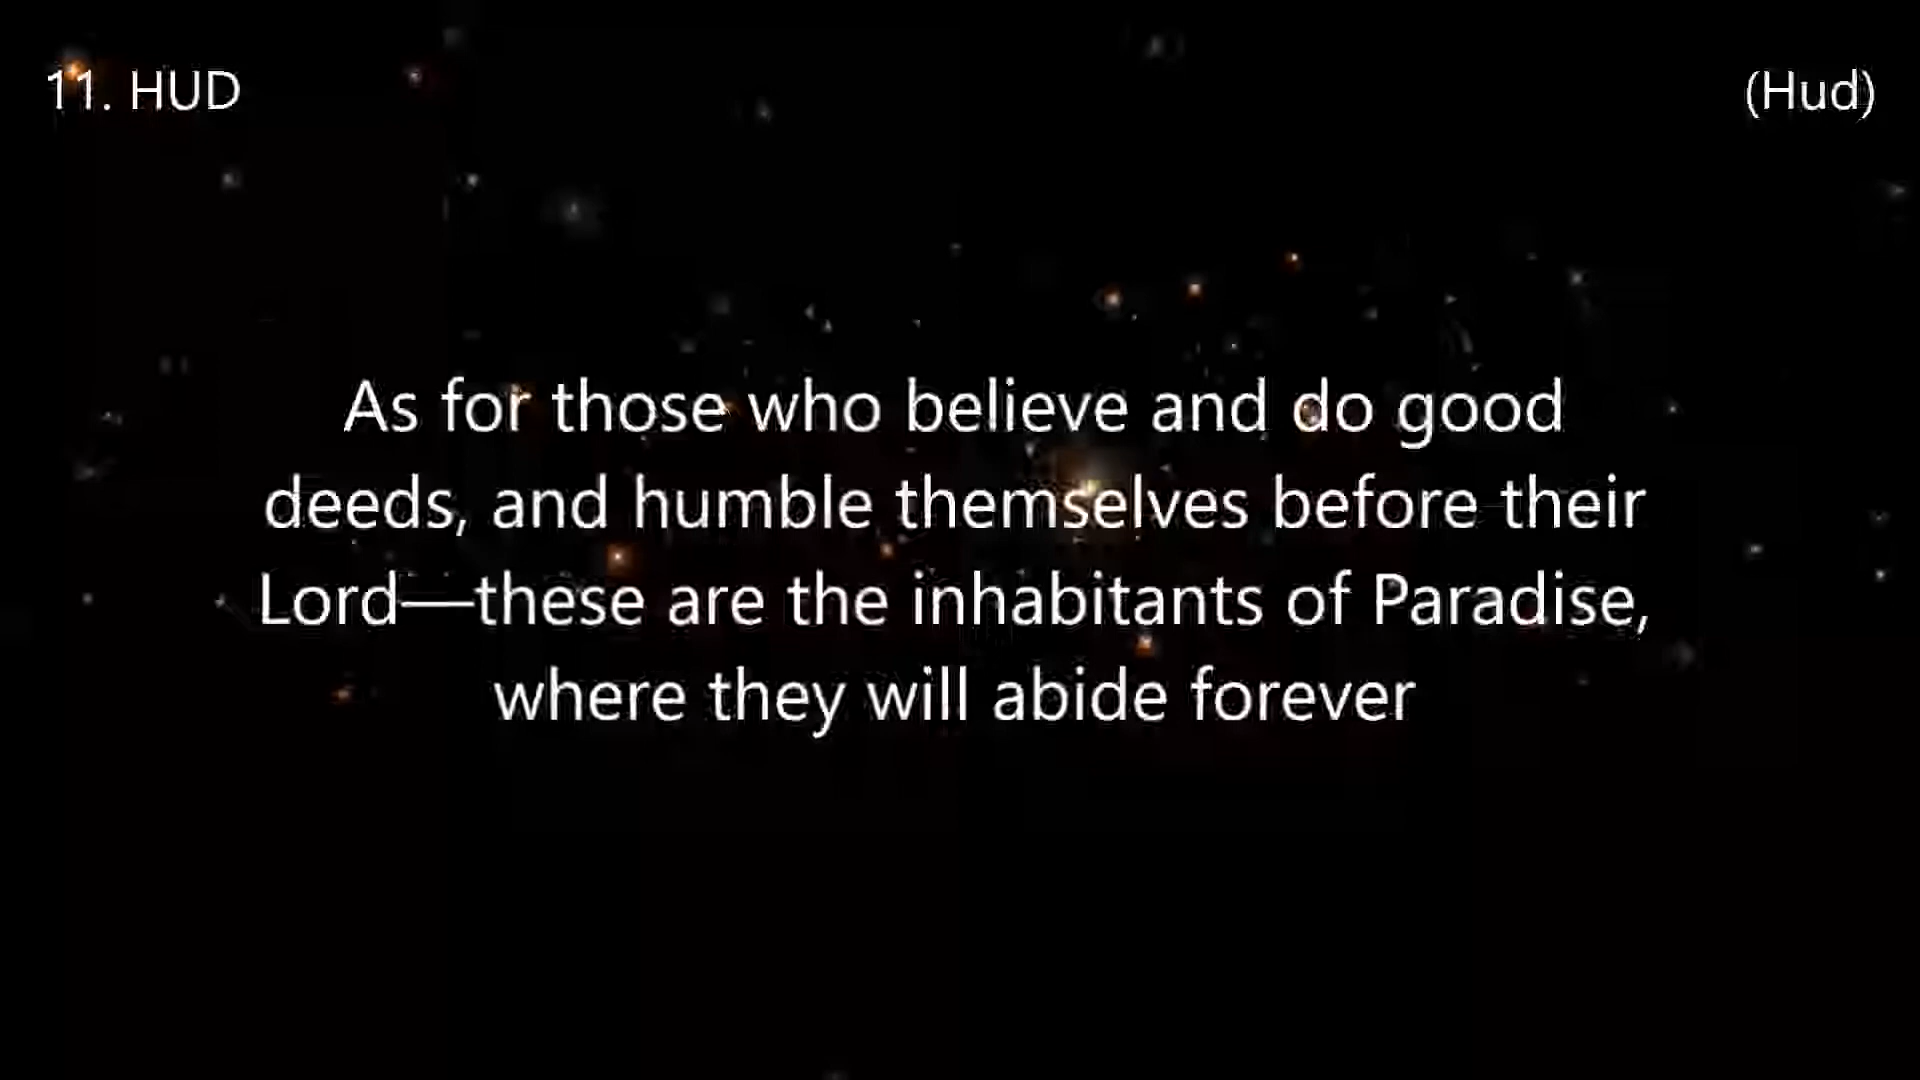 11. HUD
(Hud)
As for those who believe and do good
deeds, and humble themselves before their
Lord—these are the inhabitants of Paradise,
where they will abide forever